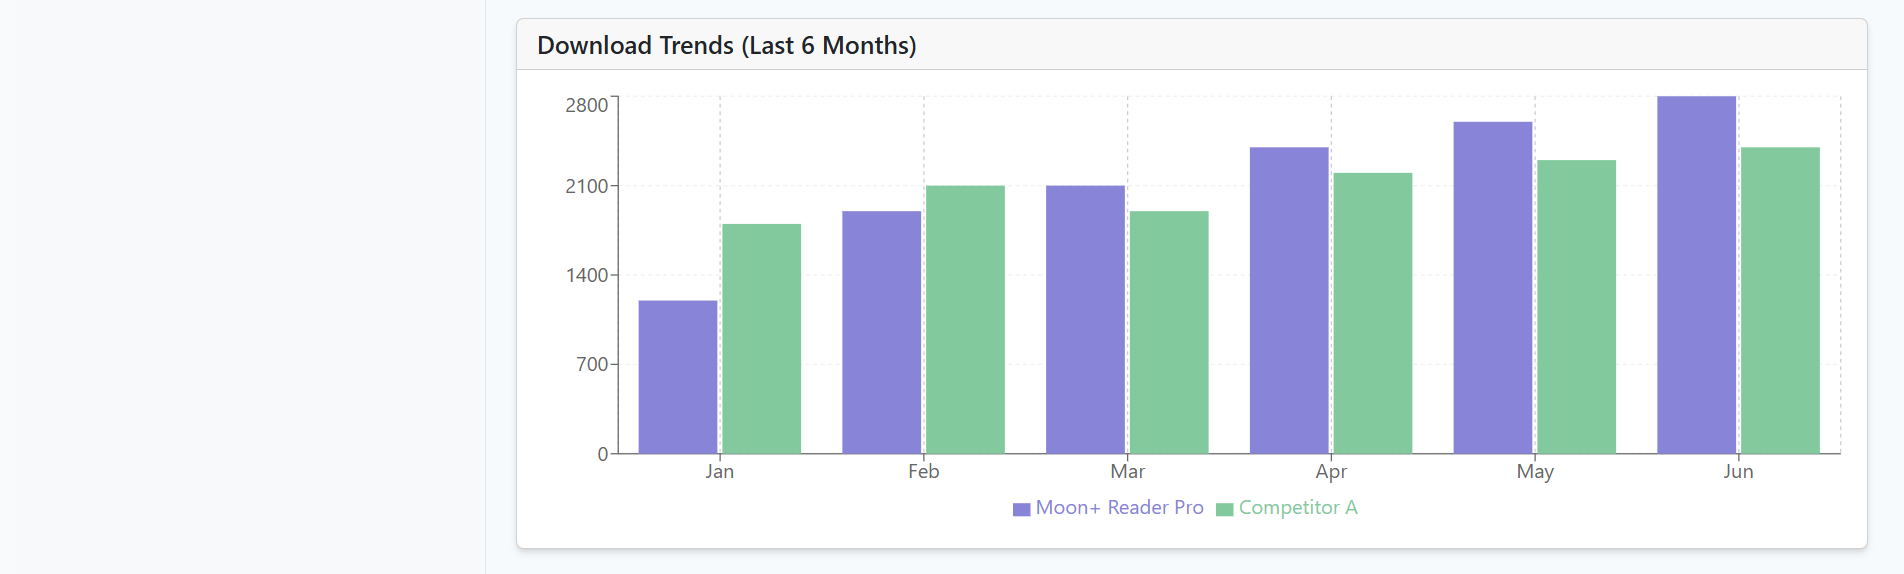 Download Trends (Last 6 Months)
2800
2100
1400
700
0
Jan Feb Mar Apr May Jun
Moon+ Reader Pro Competitor A